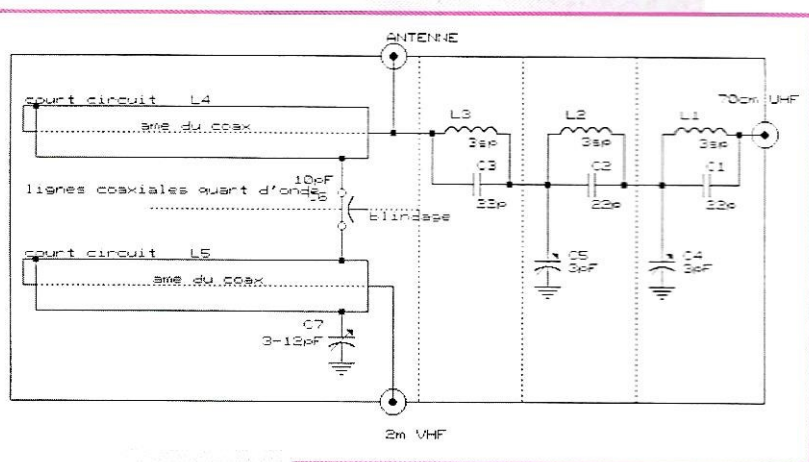 ANTENNE
court circuit L4
ame du coax
L3
3sp
C3
33p
L2
3sp
C2
22p
70cm UHF
L1
3sp
C1
22p
lignes coaxiales quart d'onde
10pF
C6
blindage
C5
3pF
C4
3pF
court circuit L5
ame du coax
C7
3-12pF
2m VHF